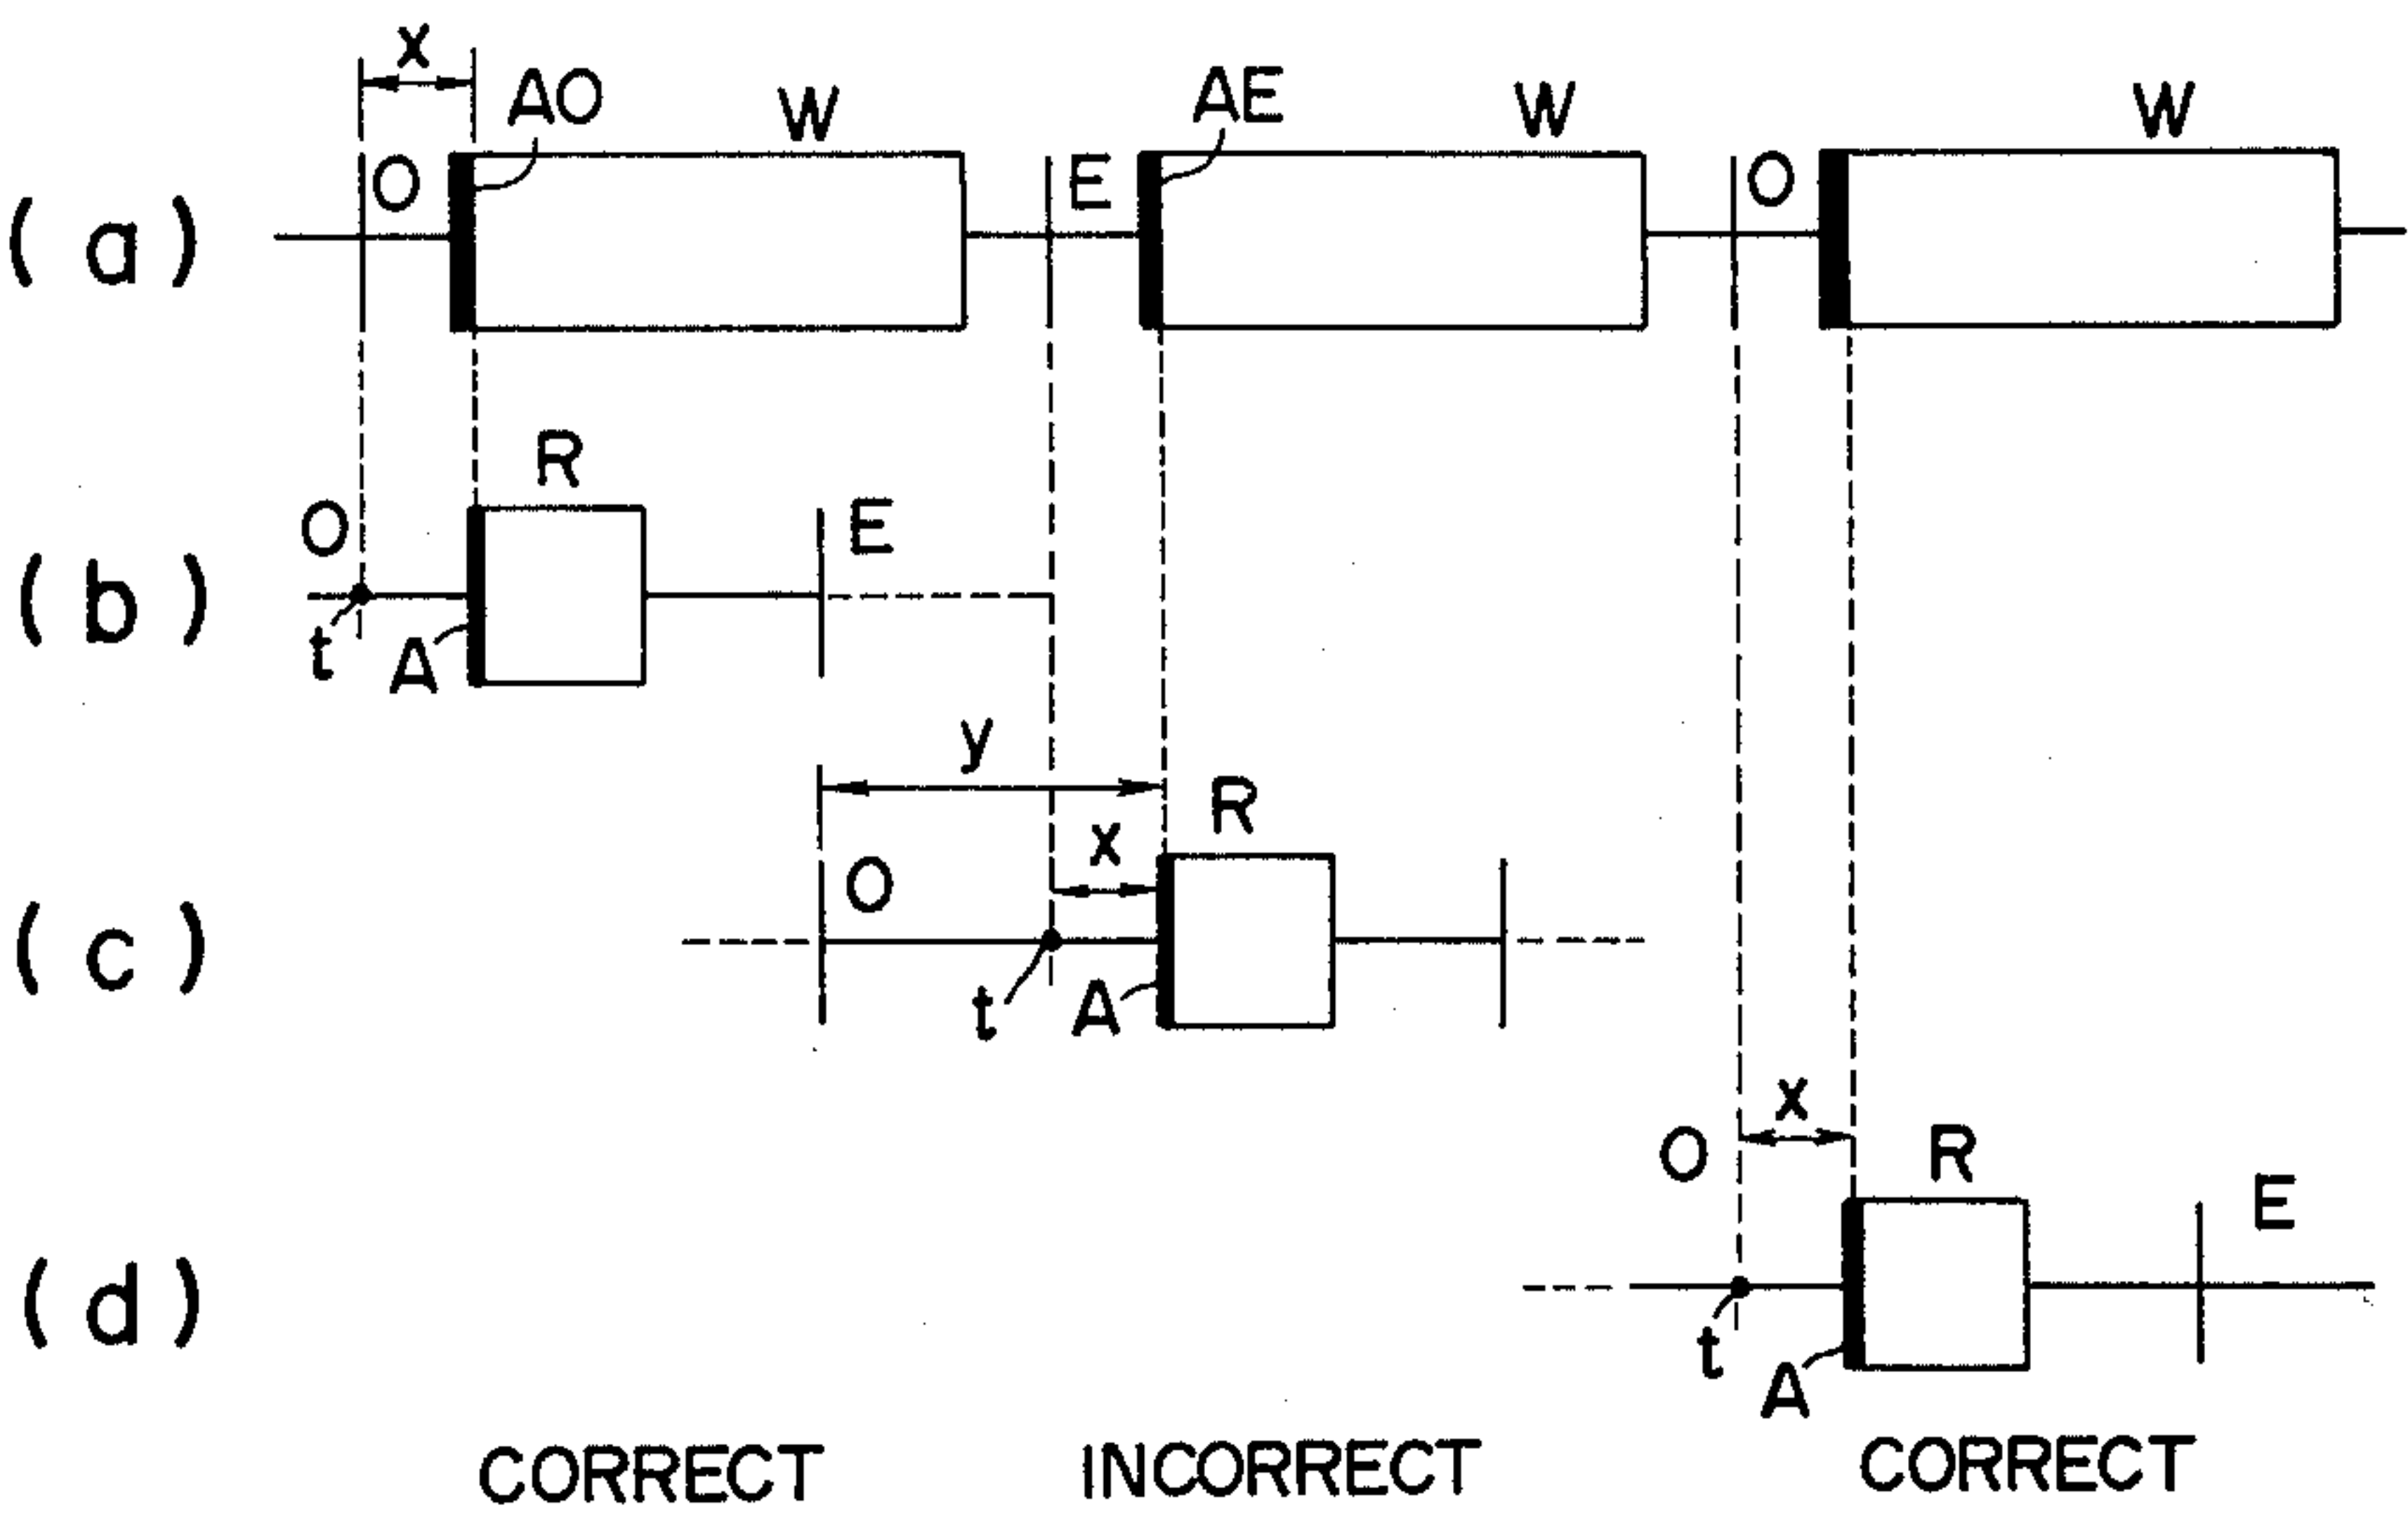 x
AO W AE W W
(a) O E O
R
(b) O E
t A
y
R
x
(c) O
t A
x
O R E
(d)
t A
CORRECT INCORRECT CORRECT